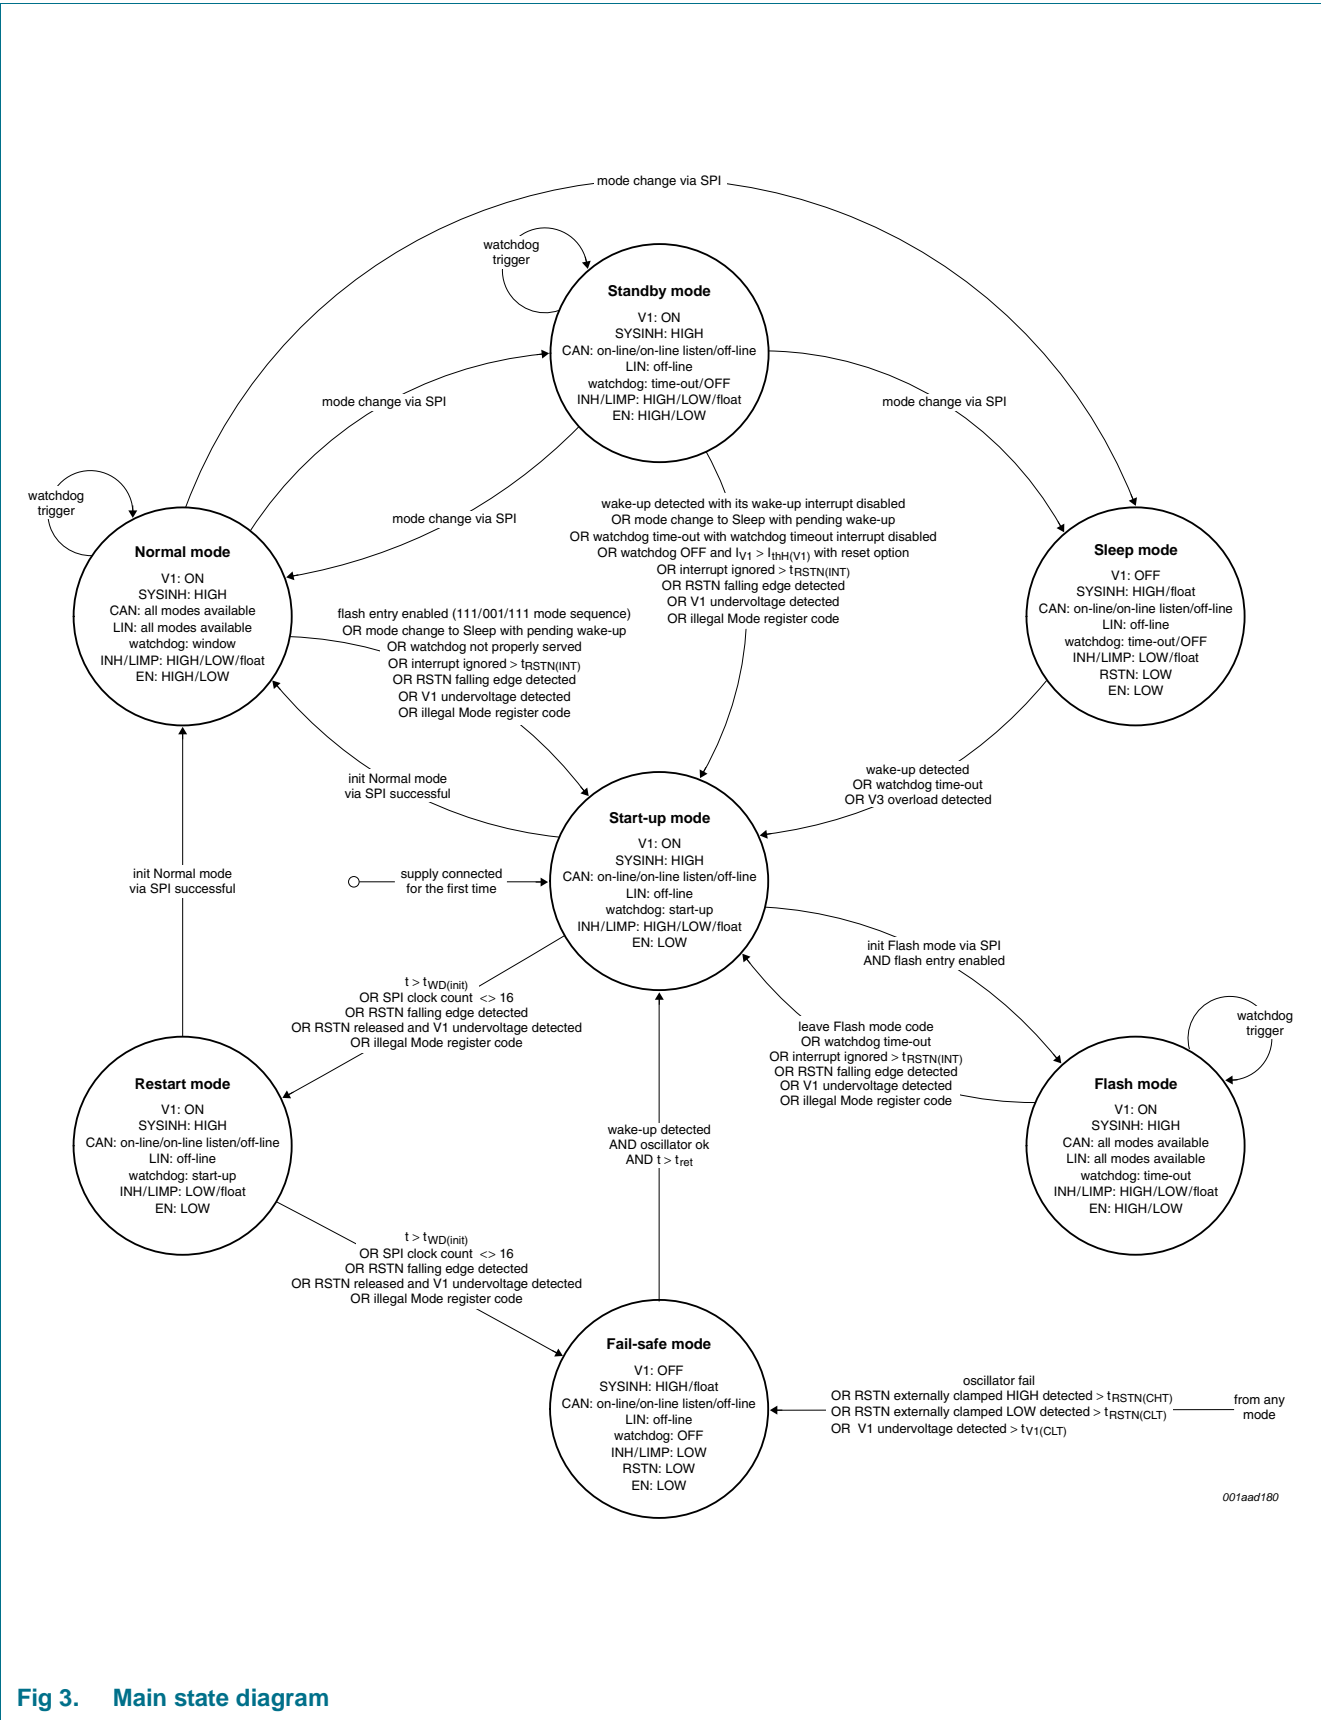 mode change via SPI
watchdog
trigger
Standby mode
V1: ON
SYSINH: HIGH
CAN: on-line/on-line listen/off-line
LIN: off-line
watchdog: time-out/OFF
INH/LIMP: HIGH/LOW/float
EN: HIGH/LOW
mode change via SPI
mode change via SPI
watchdog
trigger
mode change via SPI
Normal mode
V1: ON
SYSINH: HIGH
CAN: all modes available
LIN: all modes available
watchdog: window
INH/LIMP: HIGH/LOW/float
EN: HIGH/LOW
wake-up detected with its wake-up interrupt disabled
OR mode change to Sleep with pending wake-up
OR watchdog time-out with watchdog timeout interrupt disabled
OR watchdog OFF and IV1 > IthH(V1) with reset option
OR interrupt ignored > tRSTN(INT)
OR RSTN falling edge detected
OR V1 undervoltage detected
OR illegal Mode register code
Sleep mode
V1: OFF
SYSINH: HIGH/float
CAN: on-line/on-line listen/off-line
LIN: off-line
watchdog: time-out/OFF
INH/LIMP: LOW/float
RSTN: LOW
EN: LOW
flash entry enabled (111/001/111 mode sequence)
OR mode change to Sleep with pending wake-up
OR watchdog not properly served
OR interrupt ignored > tRSTN(INT)
OR RSTN falling edge detected
OR V1 undervoltage detected
OR illegal Mode register code
init Normal mode
via SPI successful
wake-up detected
OR watchdog time-out
OR V3 overload detected
Start-up mode
V1: ON
SYSINH: HIGH
CAN: on-line/on-line listen/off-line
LIN: off-line
watchdog: start-up
INH/LIMP: HIGH/LOW/float
EN: LOW
init Normal mode
via SPI successful
supply connected
for the first time
init Flash mode via SPI
AND flash entry enabled
t > tWD(init)
OR SPI clock count <> 16
OR RSTN falling edge detected
OR RSTN released and V1 undervoltage detected
OR illegal Mode register code
leave Flash mode code
OR watchdog time-out
OR interrupt ignored > tRSTN(INT)
OR RSTN falling edge detected
OR V1 undervoltage detected
OR illegal Mode register code
watchdog
trigger
Restart mode
V1: ON
SYSINH: HIGH
CAN: on-line/on-line listen/off-line
LIN: off-line
watchdog: start-up
INH/LIMP: LOW/float
EN: LOW
wake-up detected
AND oscillator ok
AND t > tret
Flash mode
V1: ON
SYSINH: HIGH
CAN: all modes available
LIN: all modes available
watchdog: time-out
INH/LIMP: HIGH/LOW/float
EN: HIGH/LOW
t > tWD(init)
OR SPI clock count <> 16
OR RSTN falling edge detected
OR RSTN released and V1 undervoltage detected
OR illegal Mode register code
Fail-safe mode
V1: OFF
SYSINH: HIGH/float
CAN: on-line/on-line listen/off-line
LIN: off-line
watchdog: OFF
INH/LIMP: LOW
RSTN: LOW
EN: LOW
oscillator fail
OR RSTN externally clamped HIGH detected > tRSTN(CHT)
OR RSTN externally clamped LOW detected > tRSTN(CLT)
OR V1 undervoltage detected > tV1(CLT)
from any
mode
001aad180
Fig 3. Main state diagram